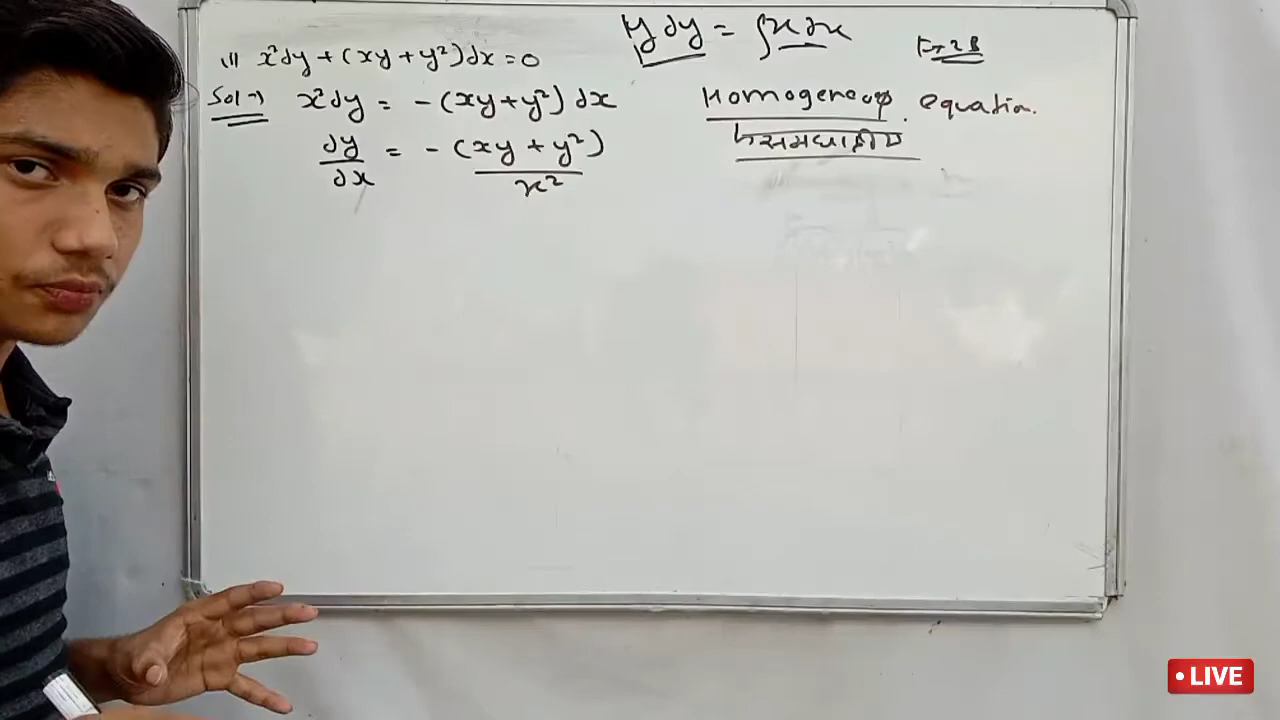 ∫y dy = ∫x dx
(1) x²dy + (xy + y²)dx = 0
Sol→ x²dy = -(xy + y²) dx
Homogeneous equation.
dy/dx = -(xy + y²)/x²
• LIVE